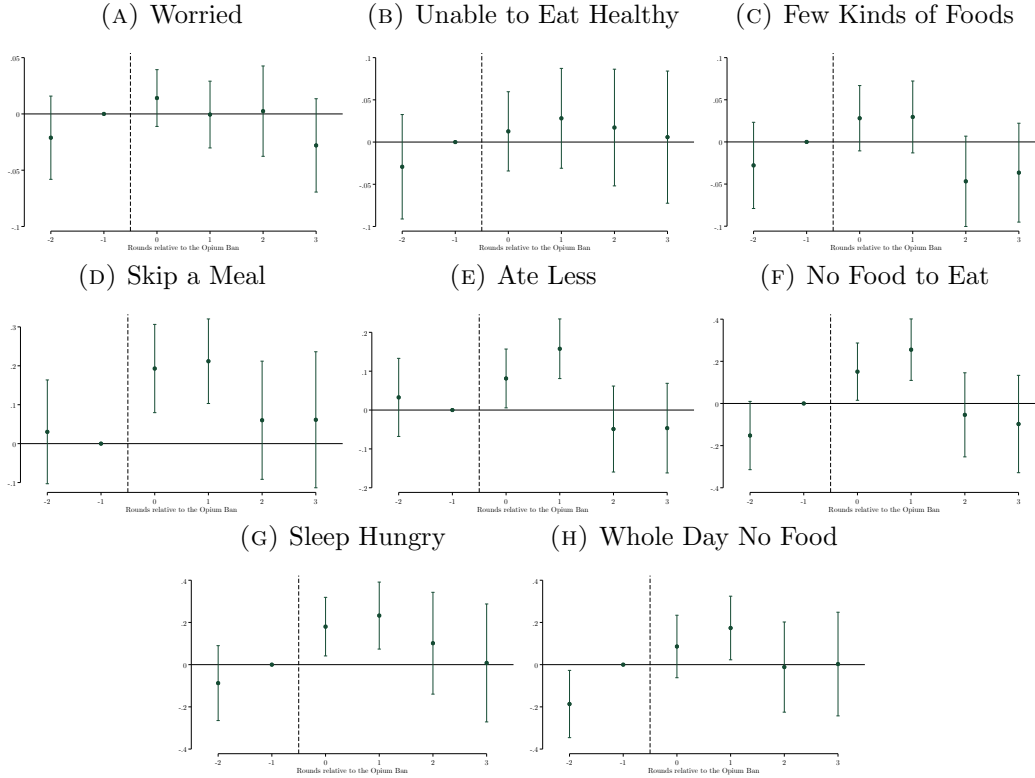 (A) Worried
(B) Unable to Eat Healthy
(C) Few Kinds of Foods
.05
0
-.05
-.1
-2 -1 0 1 2 3
Rounds relative to the Opium Ban
.1
.05
0
-.05
-.1
-2 -1 0 1 2 3
Rounds relative to the Opium Ban
.1
.05
0
-.05
-.1
-2 -1 0 1 2 3
Rounds relative to the Opium Ban
(D) Skip a Meal
(E) Ate Less
(F) No Food to Eat
.3
.2
.1
0
-.1
-2 -1 0 1 2 3
Rounds relative to the Opium Ban
.2
.1
0
-.1
-.2
-2 -1 0 1 2 3
Rounds relative to the Opium Ban
.4
.2
0
-.2
-.4
-2 -1 0 1 2 3
Rounds relative to the Opium Ban
(G) Sleep Hungry
(H) Whole Day No Food
.4
.2
0
-.2
-.4
-2 -1 0 1 2 3
Rounds relative to the Opium Ban
.4
.2
0
-.2
-.4
-2 -1 0 1 2 3
Rounds relative to the Opium Ban